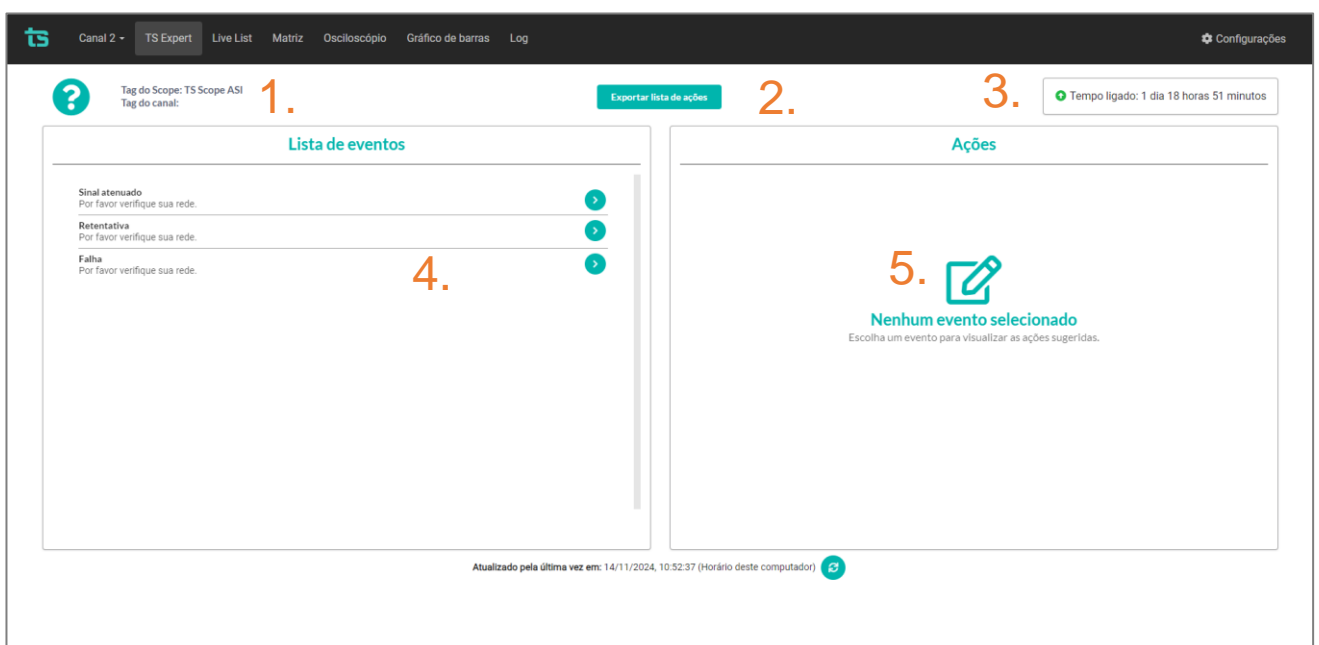 ts Canal 2 TS Expert Live List Matriz Osciloscópio Gráfico de barras Log Configurações
?
Tag do Scope: TS Scope ASI
Tag do canal:
1.
Exportar lista de ações
2.
3.
Tempo ligado: 1 dia 18 horas 51 minutos
Lista de eventos
Sinal atenuado
Por favor verifique sua rede.
Retentativa
Por favor verifique sua rede.
Falha
Por favor verifique sua rede.
4.
Ações
5.
Nenhum evento selecionado
Escolha um evento para visualizar as ações sugeridas.
Atualizado pela última vez em: 14/11/2024, 10:52:37 (Horário deste computador)